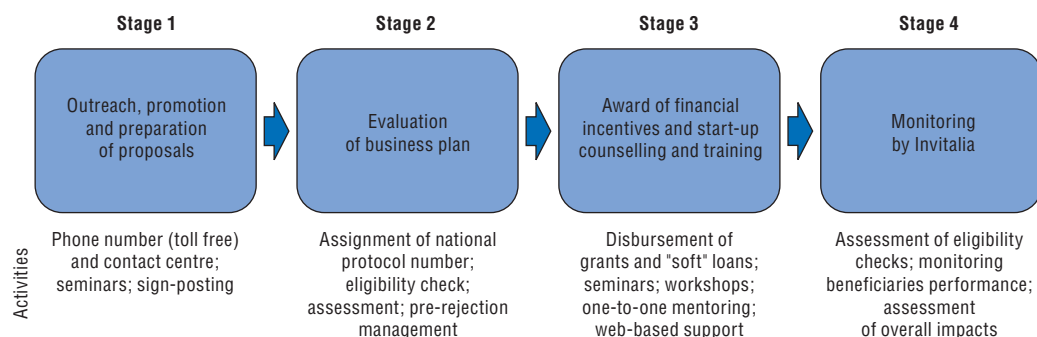 Stage 1
Stage 2
Stage 3
Stage 4
Outreach, promotion
and preparation
of proposals
Evaluation
of business plan
Award of financial
incentives and start-up
counselling and training
Monitoring
by Invitalia
Activities
Phone number (toll free)
and contact centre;
seminars; sign-posting
Assignment of national
protocol number;
eligibility check;
assessment; pre-rejection
management
Disbursement of
grants and "soft" loans;
seminars; workshops;
one-to-one mentoring;
web-based support
Assessment of eligibility
checks; monitoring
beneficiaries performance;
assessment
of overall impacts